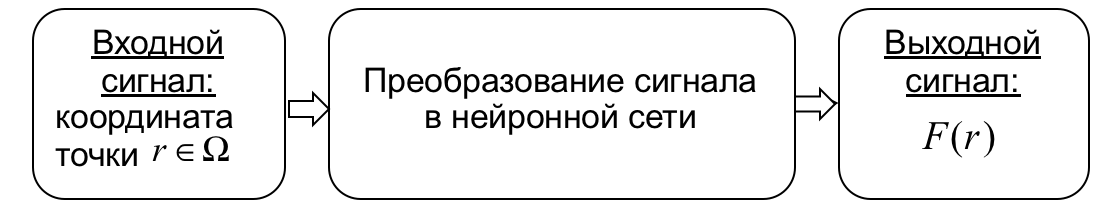 Входной
сигнал:
координата
точки r ∈ Ω
Преобразование сигнала
в нейронной сети
Выходной
сигнал:
F(r)